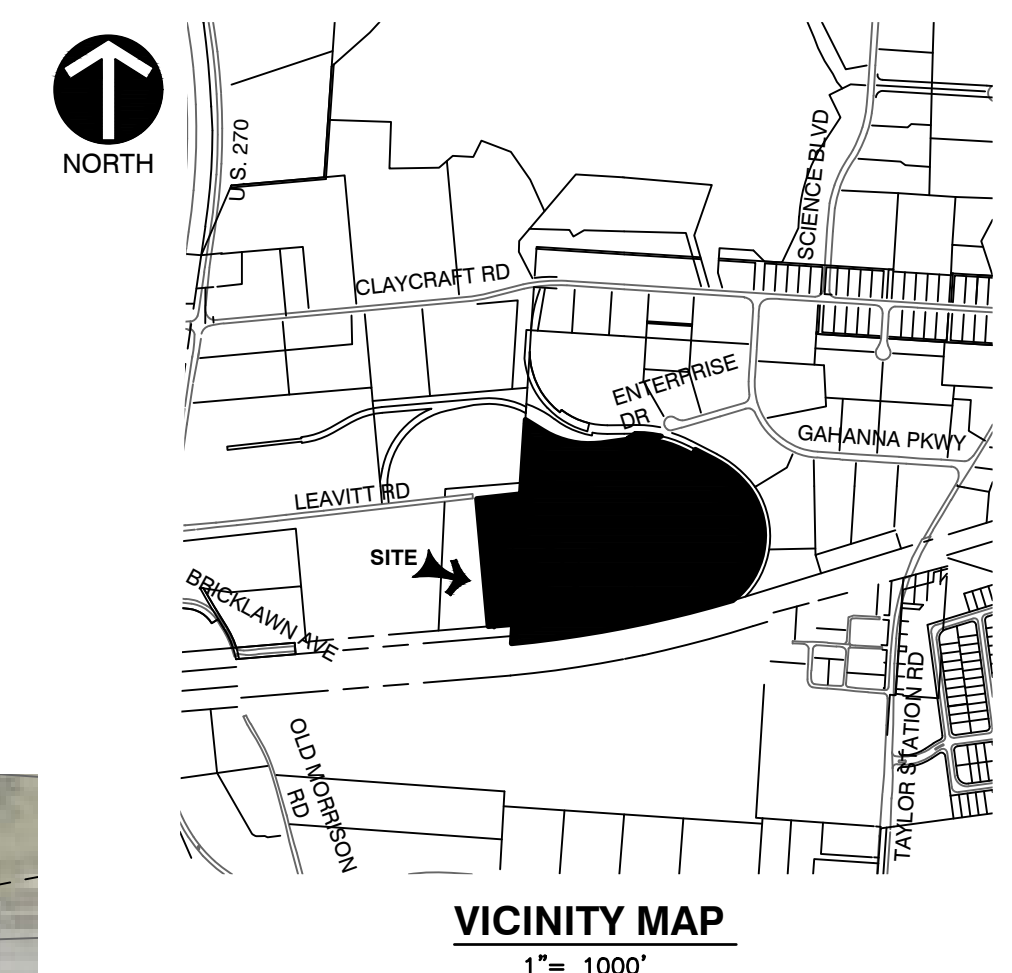 NORTH
U.S. 270
SCIENCE BLVD
CLAYCRAFT RD
ENTERPRISE
DR
GAHANNA PKWY
LEAVITT RD
SITE
BRICKLAWN AVE
OLD MORRISON
RD
TAYLOR STATION RD
VICINITY MAP
1"= 1000'